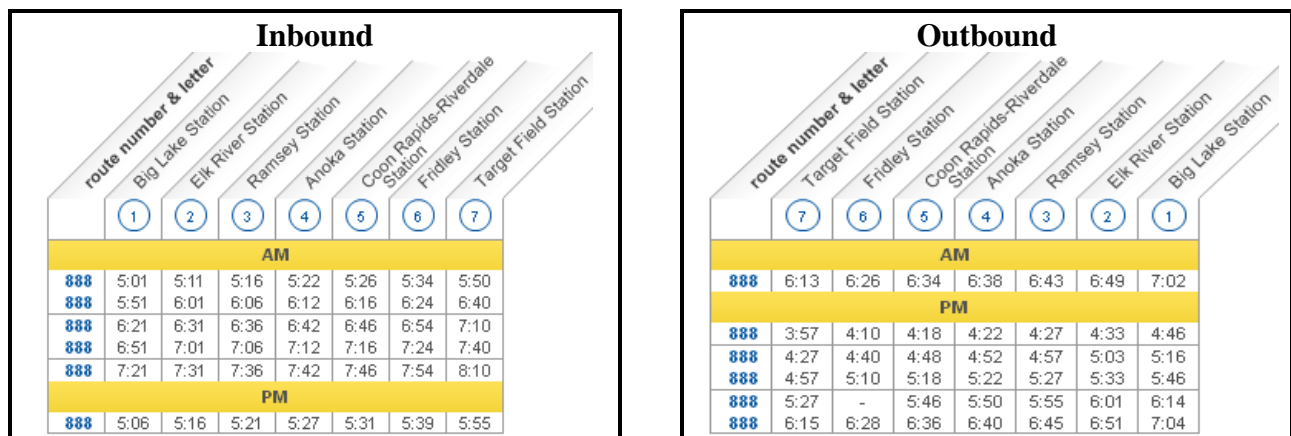 Inbound
route number & letter
Big Lake Station
Elk River Station
Ramsey Station
Anoka Station
Coon Rapids-Riverdale
Station
Fridley Station
Target Field Station
1 2 3 4 5 6 7
AM
888 5:01 5:11 5:16 5:22 5:26 5:34 5:50
888 5:51 6:01 6:06 6:12 6:16 6:24 6:40
888 6:21 6:31 6:36 6:42 6:46 6:54 7:10
888 6:51 7:01 7:06 7:12 7:16 7:24 7:40
888 7:21 7:31 7:36 7:42 7:46 7:54 8:10
PM
888 5:06 5:16 5:21 5:27 5:31 5:39 5:55
Outbound
route number & letter
Target Field Station
Fridley Station
Coon Rapids-Riverdale
Station
Anoka Station
Ramsey Station
Elk River Station
Big Lake Station
7 6 5 4 3 2 1
AM
888 6:13 6:26 6:34 6:38 6:43 6:49 7:02
PM
888 3:57 4:10 4:18 4:22 4:27 4:33 4:46
888 4:27 4:40 4:48 4:52 4:57 5:03 5:16
888 4:57 5:10 5:18 5:22 5:27 5:33 5:46
888 5:27 - 5:46 5:50 5:55 6:01 6:14
888 6:15 6:28 6:36 6:40 6:45 6:51 7:04